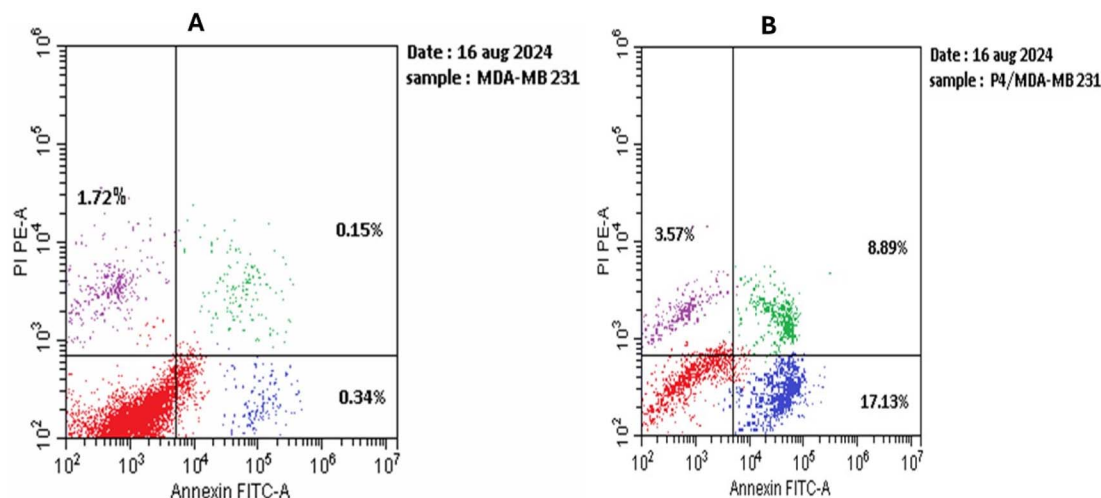 A
Date : 16 aug 2024
sample : MDA-MB 231
PI PE-A
10^6
10^5
10^4
10^3
10^2
1.72%
0.15%
0.34%
10^2 10^3 10^4 10^5 10^6 10^7
Annexin FITC-A
B
Date : 16 aug 2024
sample : P4/MDA-MB 231
PI PE-A
10^6
10^5
10^4
10^3
10^2
3.57%
8.89%
17.13%
10^2 10^3 10^4 10^5 10^6 10^7
Annexin FITC-A